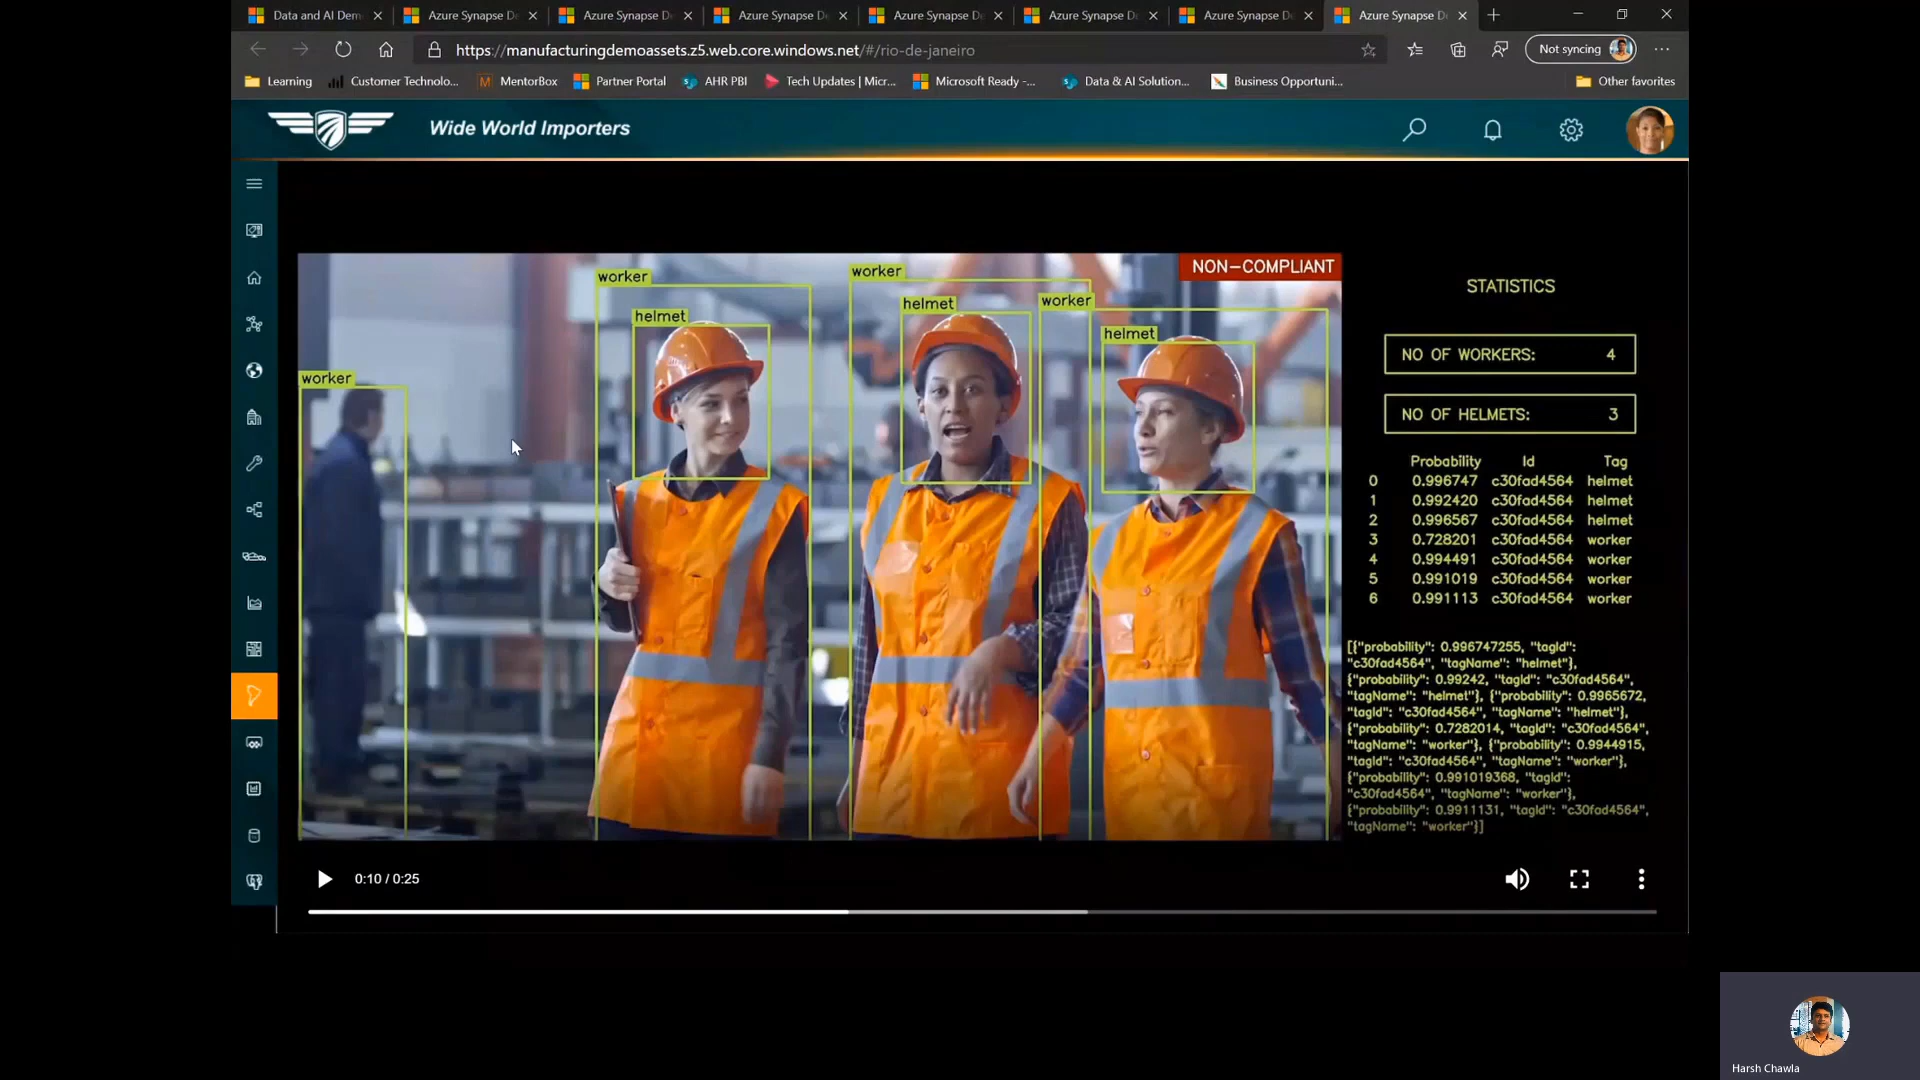 Data and AI Dem
Azure Synapse D
Azure Synapse D
Azure Synapse D
Azure Synapse D
Azure Synapse D
Azure Synapse D
Azure Synapse D
https://manufacturingdemoassets.z5.web.core.windows.net/#/rio-de-janeiro
Not syncing
Learning
Customer Technolo...
MentorBox
Partner Portal
AHR PBI
Tech Updates | Micr...
Microsoft Ready -...
Data & AI Solution...
Business Opportuni...
Other favorites
Wide World Importers
NON-COMPLIANT
worker
worker
worker
worker
helmet
helmet
helmet
STATISTICS
NO OF WORKERS: 4
NO OF HELMETS: 3
Probability Id Tag
0 0.996747 c30fad4564 helmet
1 0.992420 c30fad4564 helmet
2 0.996567 c30fad4564 helmet
3 0.728201 c30fad4564 worker
4 0.994491 c30fad4564 worker
5 0.991019 c30fad4564 worker
6 0.991113 c30fad4564 worker
[{"probability": 0.996747255, "tagId":
"c30fad4564", "tagName": "helmet"},
{"probability": 0.99242, "tagId": "c30fad4564",
"tagName": "helmet"}, {"probability": 0.9965672,
"tagId": "c30fad4564", "tagName": "helmet"},
{"probability": 0.7282014, "tagId": "c30fad4564",
"tagName": "worker"}, {"probability": 0.9944915,
"tagId": "c30fad4564", "tagName": "worker"},
{"probability": 0.991019368, "tagId":
"c30fad4564", "tagName": "worker"},
{"probability": 0.9911131, "tagId": "c30fad4564",
"tagName": "worker"}]
0:10 / 0:25
Harsh Chawla